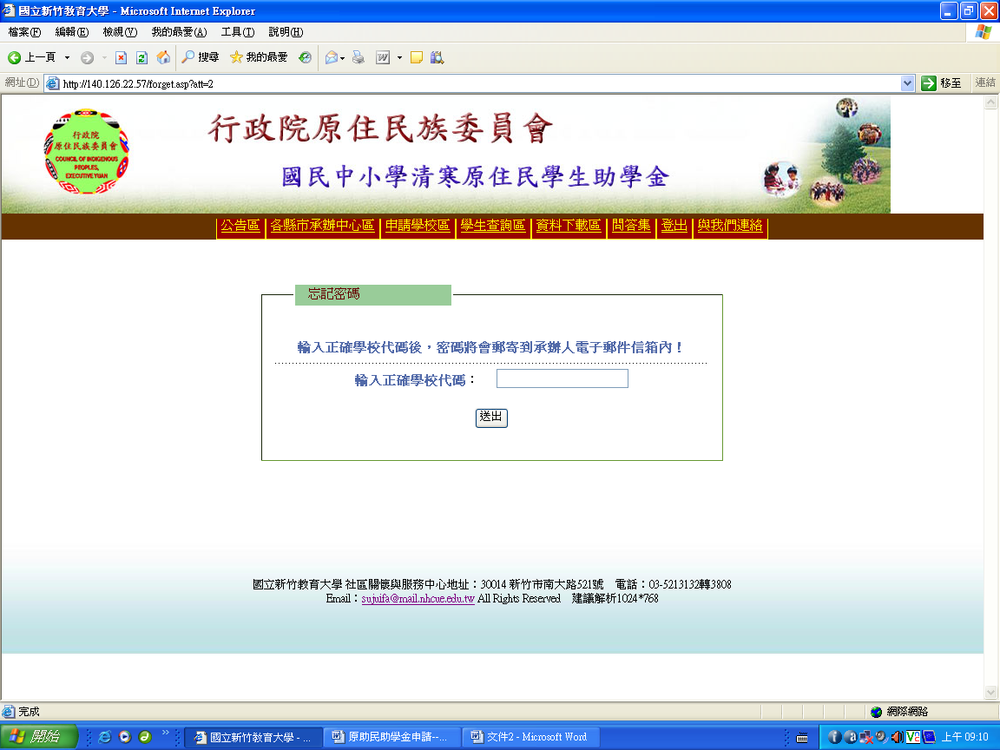 國立新竹教育大學 - Microsoft Internet Explorer
檔案(F) 編輯(E) 檢視(V) 我的最愛(A) 工具(T) 說明(H)
上一頁 搜尋 我的最愛
網址(D) http://140.126.22.57/forget.asp?att=2 移至 連結
行政院
原住民族委員會
COUNCIL OF INDIGENOUS
PEOPLES,
EXECUTIVE YUAN
行政院原住民族委員會
國民中小學清寒原住民學生助學金
公告區 各縣市承辦中心區 申請學校區 學生查詢區 資料下載區 問答集 登出 與我們連絡
忘記密碼
輸入正確學校代碼後，密碼將會郵寄到承辦人電子郵件信箱內！
輸入正確學校代碼：
送出
國立新竹教育大學 社區關懷與服務中心地址：30014 新竹市南大路521號 電話：03-5213132轉3808
Email：sujuifa@mail.nhcue.edu.tw All Rights Reserved 建議解析1024*768
完成 網際網路
開始 國立新竹教育大學 - ... 原助民助學金申請--... 文件2 - Microsoft Word 上午 09:10